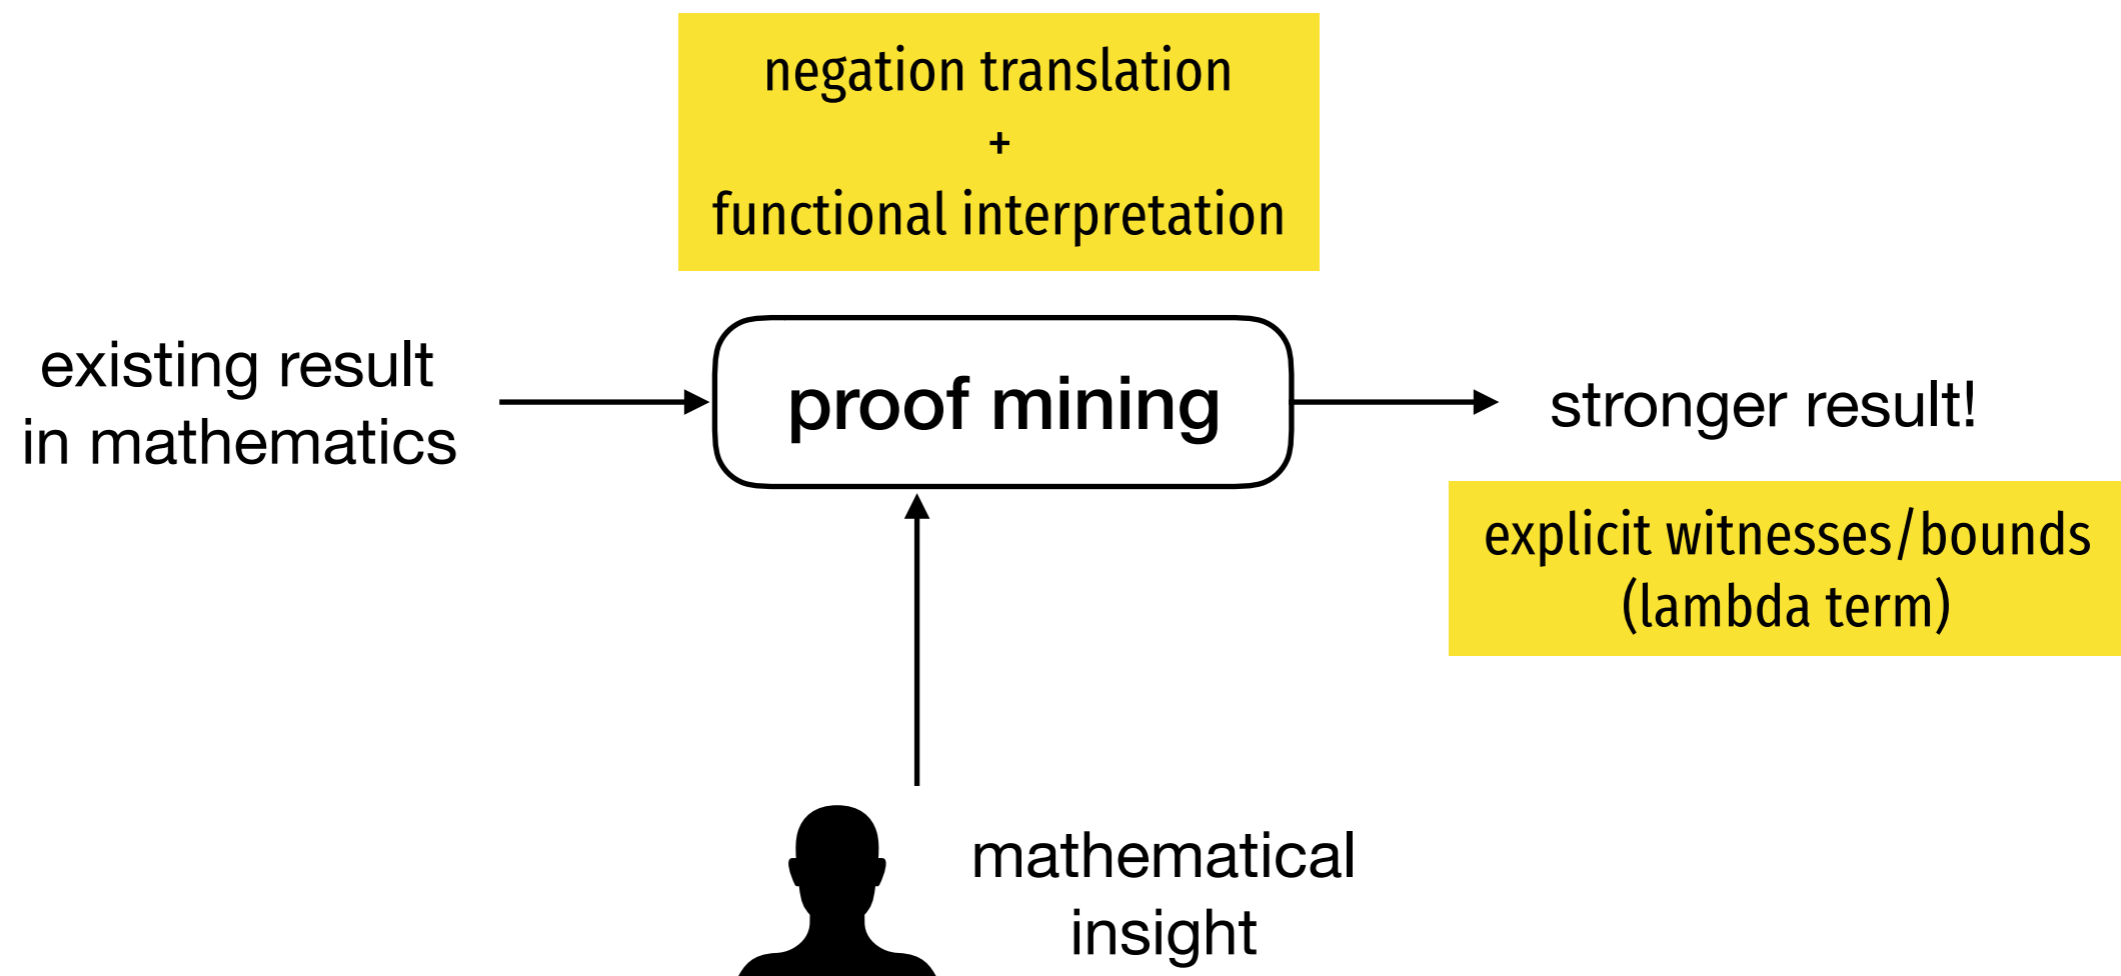 negation translation
+
functional interpretation
existing result
in mathematics
proof mining
stronger result!
explicit witnesses/bounds
(lambda term)
mathematical
insight